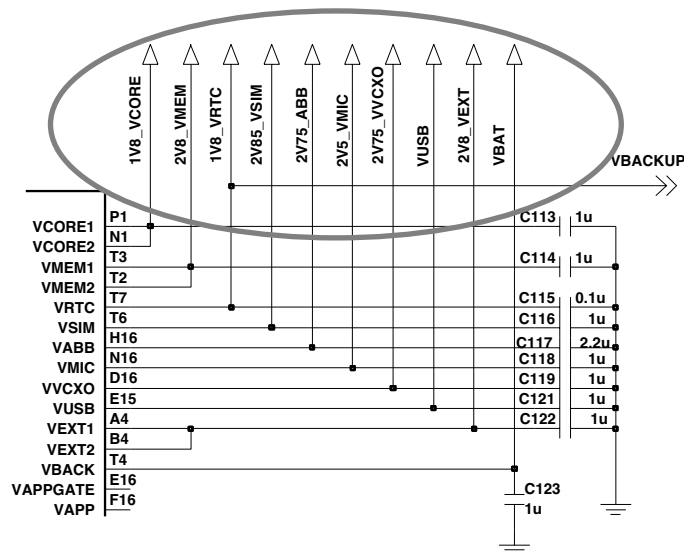 1V8_VCORE
2V8_VMEM
1V8_VRTC
2V85_VSIM
2V75_ABB
2V5_VMIC
2V75_VVCXO
VUSB
2V8_VEXT
VBAT
VBACKUP
VCORE1 P1 C113 1u
VCORE2 N1
VMEM1 T3 C114 1u
VMEM2 T2
VRTC T7 C115 0.1u
VSIM T6 C116 1u
VABB H16 C117 2.2u
VMIC N16 C118 1u
VVCXO D16 C119 1u
VUSB E15 C121 1u
VEXT1 A4 C122 1u
VEXT2 B4
VBACK T4
VAPPGATE E16 C123
VAPP F16 1u